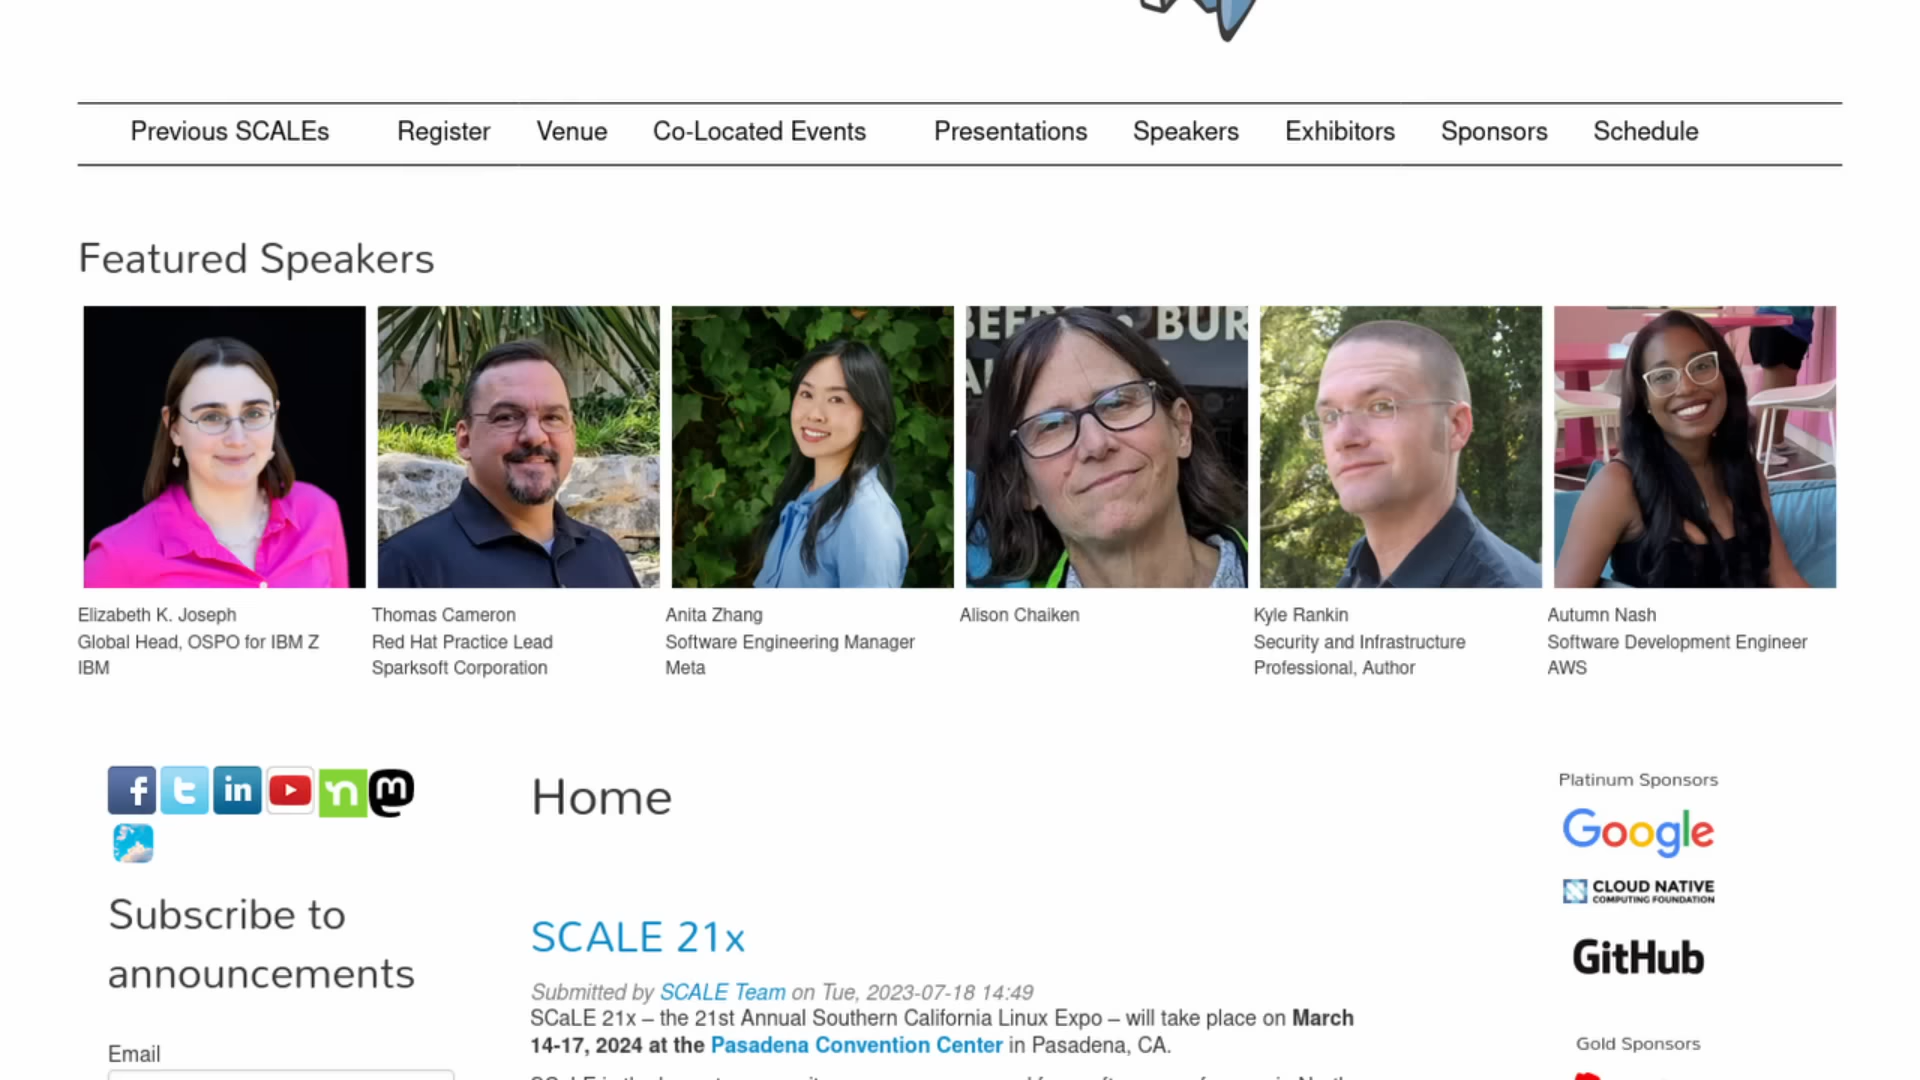 Previous SCALEs Register Venue Co-Located Events Presentations Speakers Exhibitors Sponsors Schedule
Featured Speakers
BUR
Elizabeth K. Joseph
Global Head, OSPO for IBM Z
IBM
Thomas Cameron
Red Hat Practice Lead
Sparksoft Corporation
Anita Zhang
Software Engineering Manager
Meta
Alison Chaiken
Kyle Rankin
Security and Infrastructure
Professional, Author
Autumn Nash
Software Development Engineer
AWS
Subscribe to
announcements
Email
Home
SCALE 21x
Submitted by SCALE Team on Tue, 2023-07-18 14:49
SCaLE 21x – the 21st Annual Southern California Linux Expo – will take place on March
14-17, 2024 at the Pasadena Convention Center in Pasadena, CA.
Platinum Sponsors
Google
CLOUD NATIVE
COMPUTING FOUNDATION
GitHub
Gold Sponsors